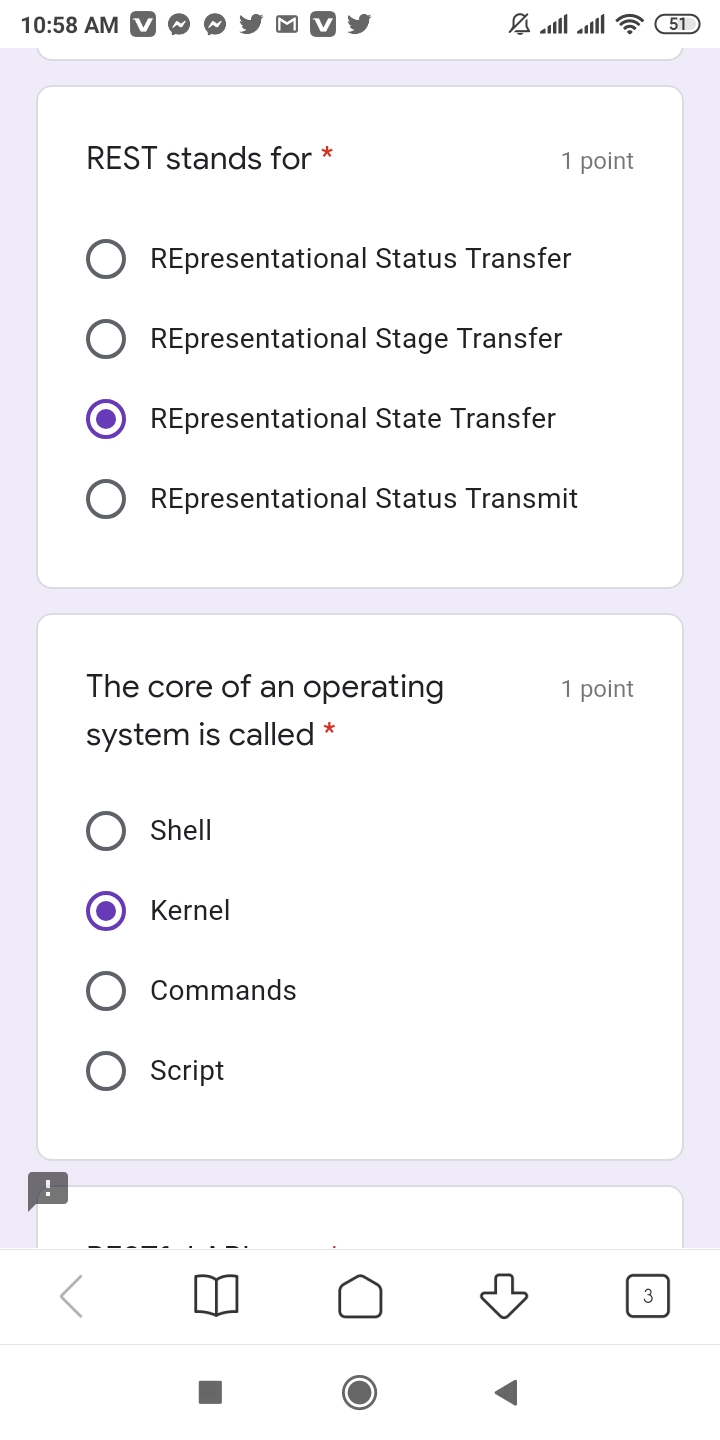 10:58 AM
51
REST stands for *
1 point
REpresentational Status Transfer
REpresentational Stage Transfer
REpresentational State Transfer
REpresentational Status Transmit
The core of an operating
1 point
system is called *
Shell
Kernel
Commands
Script
3